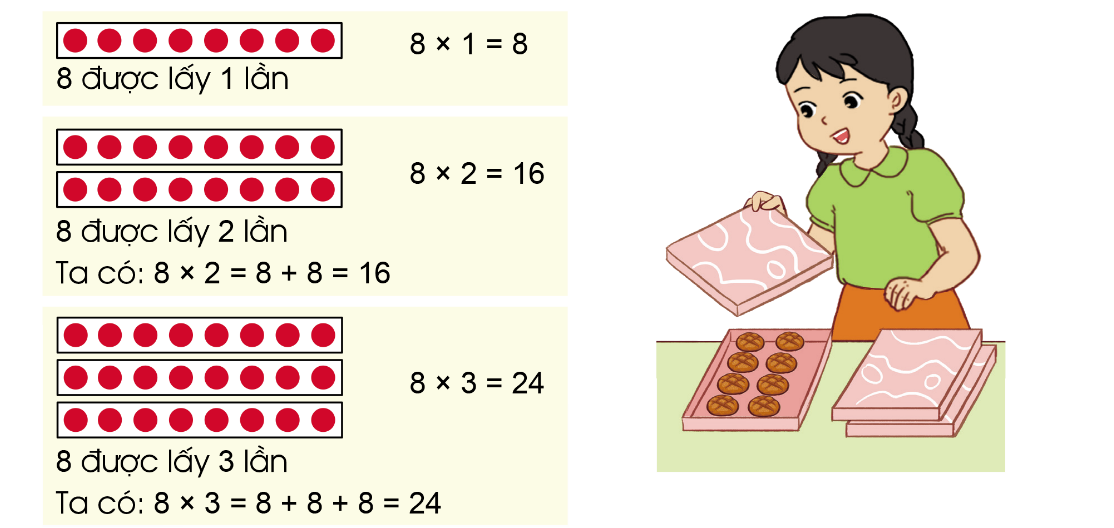 8 × 1 = 8
8 được lấy 1 lần
8 × 2 = 16
8 được lấy 2 lần
Ta có: 8 × 2 = 8 + 8 = 16
8 × 3 = 24
8 được lấy 3 lần
Ta có: 8 × 3 = 8 + 8 + 8 = 24